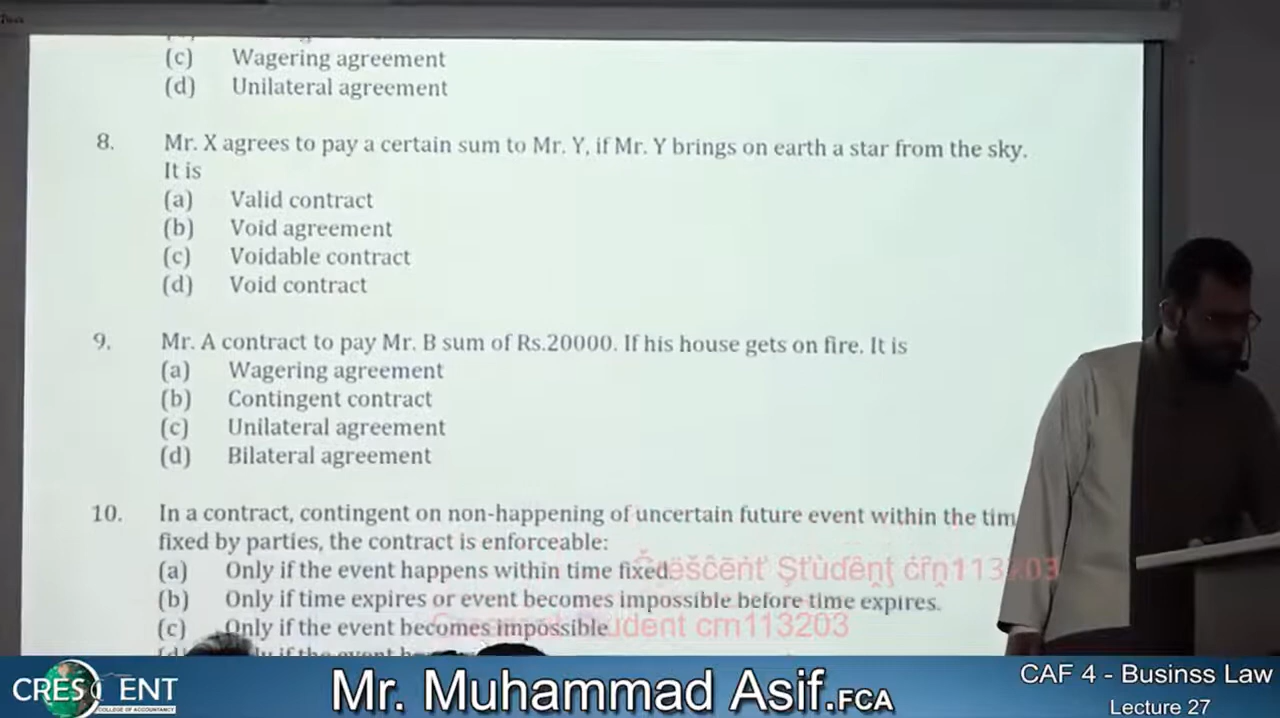 (c) Wagering agreement
(d) Unilateral agreement
8. Mr. X agrees to pay a certain sum to Mr. Y, if Mr. Y brings on earth a star from the sky.
It is
(a) Valid contract
(b) Void agreement
(c) Voidable contract
(d) Void contract
9. Mr. A contract to pay Mr. B sum of Rs.20000. If his house gets on fire. It is
(a) Wagering agreement
(b) Contingent contract
(c) Unilateral agreement
(d) Bilateral agreement
10. In a contract, contingent on non-happening of uncertain future event within the tim
fixed by parties, the contract is enforceable:
(a) Only if the event happens within time fixed.
(b) Only if time expires or event becomes impossible before time expires.
(c) Only if the event becomes impossible
student crn113203
CRESCENT
COLLEGE OF ACCOUNTANCY
Mr. Muhammad Asif.FCA
CAF 4 - Businss Law
Lecture 27